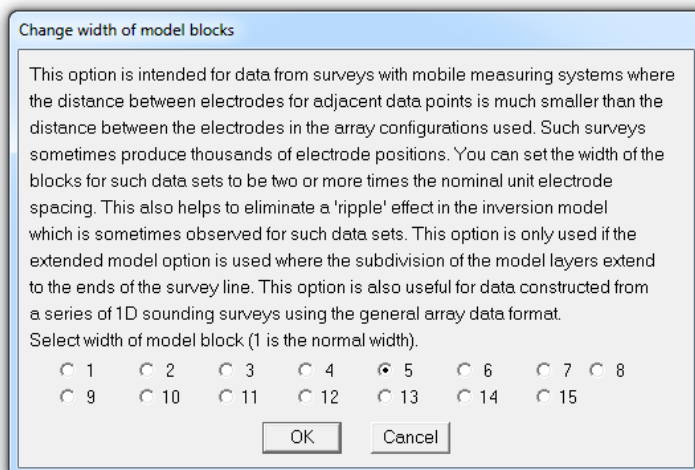 Change width of model blocks
This option is intended for data from surveys with mobile measuring systems where
the distance between electrodes for adjacent data points is much smaller than the
distance between the electrodes in the array configurations used. Such surveys
sometimes produce thousands of electrode positions. You can set the width of the
blocks for such data sets to be two or more times the nominal unit electrode
spacing. This also helps to eliminate a 'ripple' effect in the inversion model
which is sometimes observed for such data sets. This option is only used if the
extended model option is used where the subdivision of the model layers extend
to the ends of the survey line. This option is also useful for data constructed from
a series of 1D sounding surveys using the general array data format.
Select width of model block (1 is the normal width).
1 2 3 4 5 6 7 8
9 10 11 12 13 14 15
OK Cancel